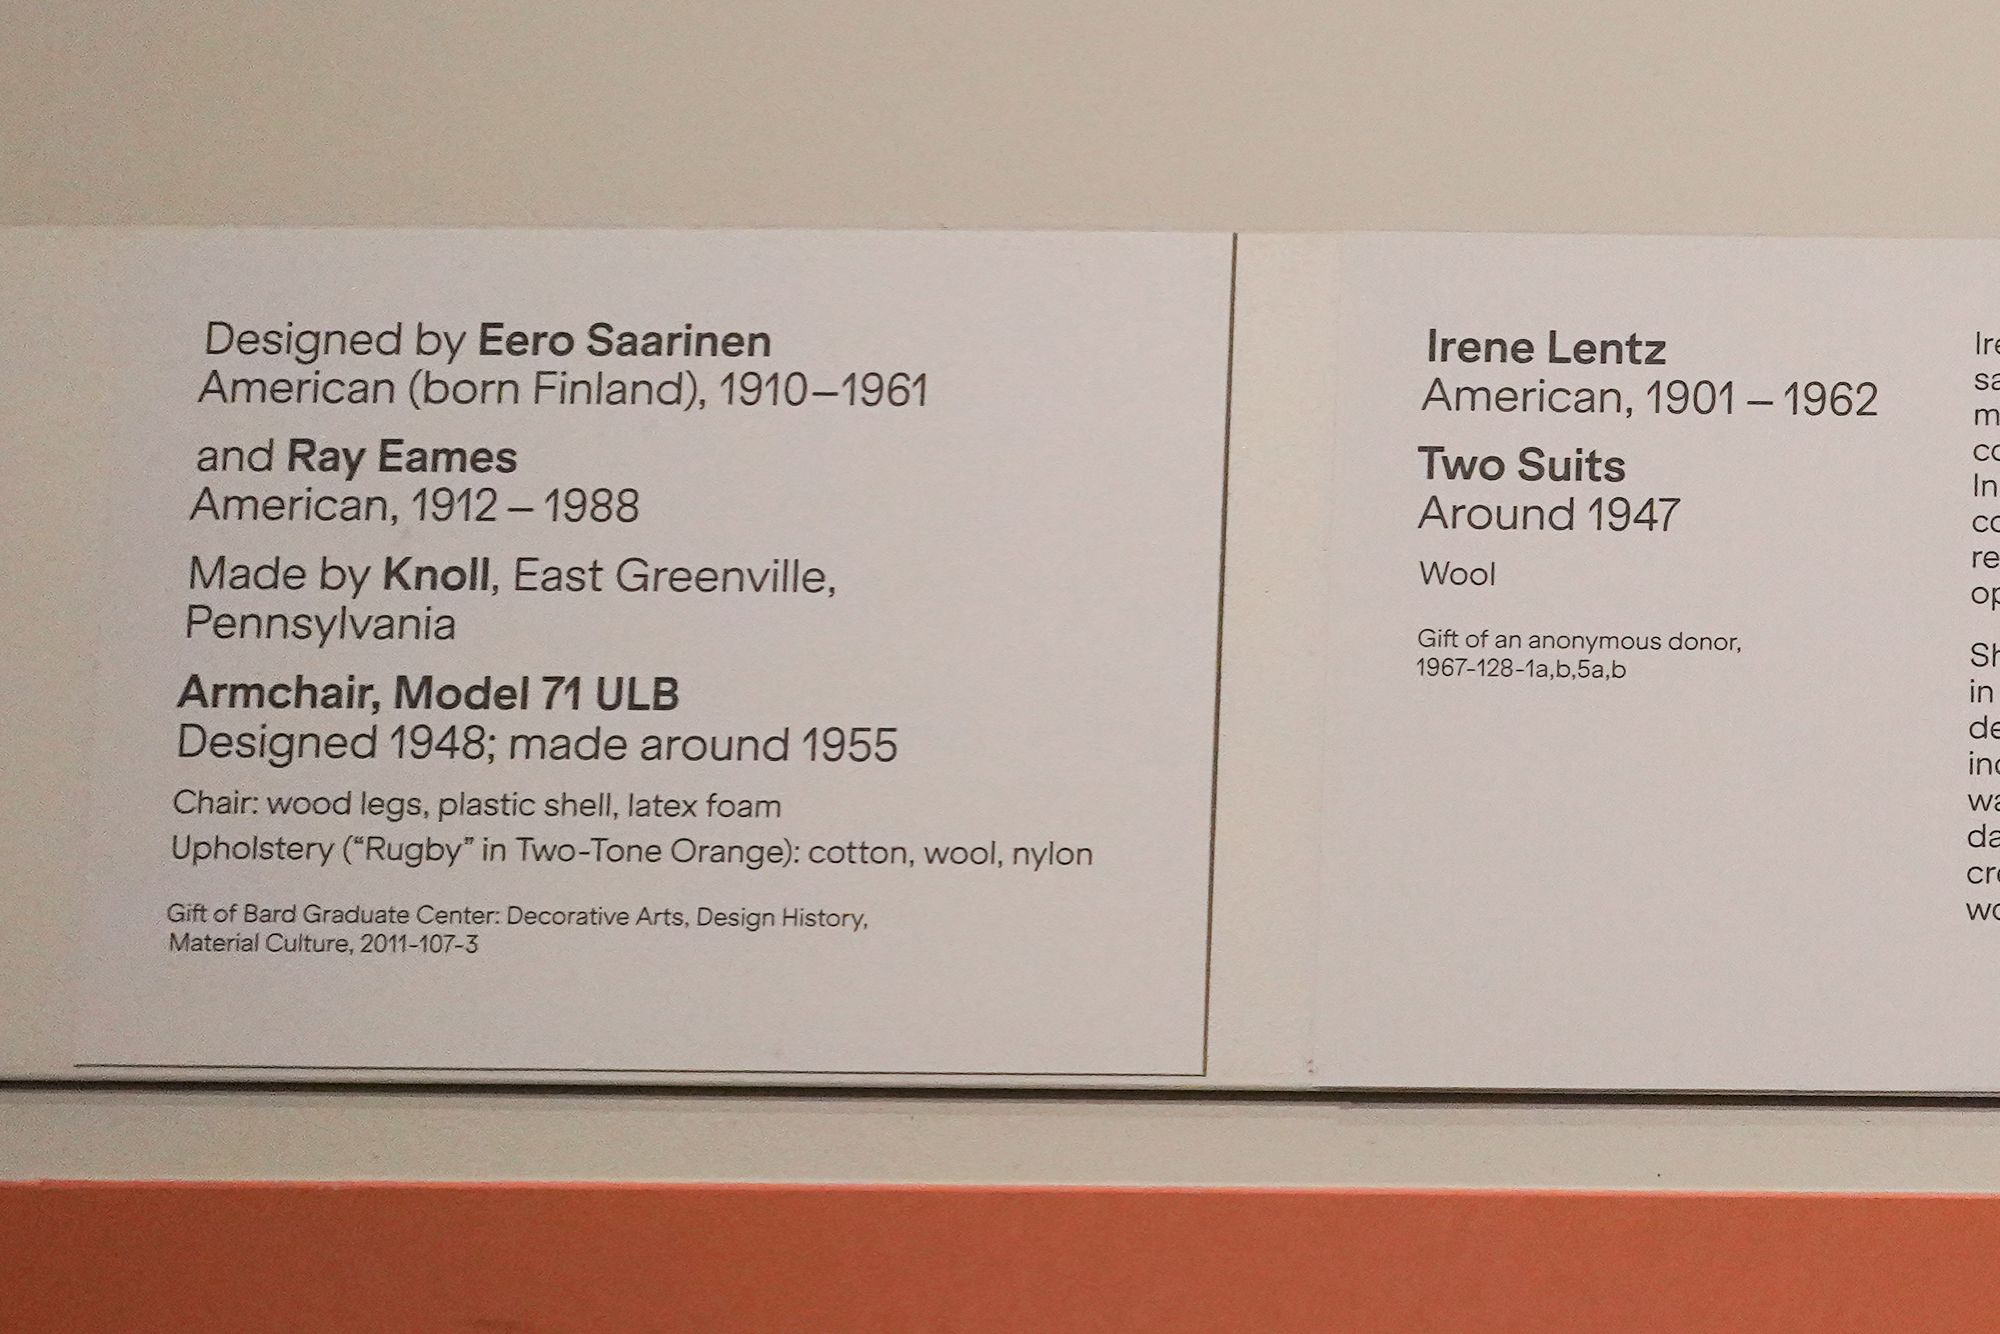 Designed by Eero Saarinen
American (born Finland), 1910–1961
and Ray Eames
American, 1912 – 1988
Made by Knoll, East Greenville,
Pennsylvania
Armchair, Model 71 ULB
Designed 1948; made around 1955
Chair: wood legs, plastic shell, latex foam
Upholstery (“Rugby” in Two-Tone Orange): cotton, wool, nylon
Gift of Bard Graduate Center: Decorative Arts, Design History,
Material Culture, 2011-107-3
Irene Lentz
American, 1901 – 1962
Two Suits
Around 1947
Wool
Gift of an anonymous donor,
1967-128-1a,b,5a,b
In
in